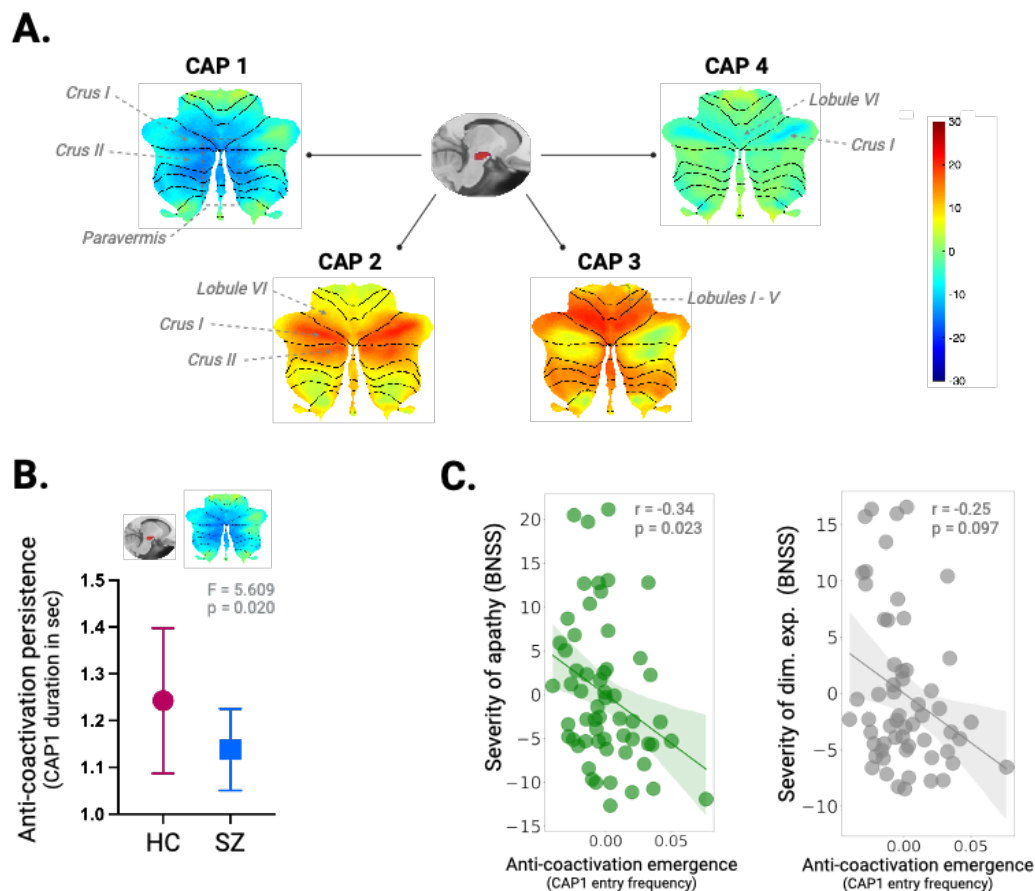 A.
CAP 1
CAP 4
Crus I
Crus II
Paravermis
Lobule VI
Crus I
30
20
10
0
-10
-20
-30
CAP 2
CAP 3
Lobule VI
Crus I
Crus II
Lobules I - V
B.
F = 5.609
p = 0.020
Anti-coactivation persistence
(CAP1 duration in sec)
1.5
1.4
1.3
1.2
1.1
1.0
HC
SZ
C.
r = -0.34
p = 0.023
Severity of apathy (BNSS)
20
15
10
5
0
−5
−10
−15
0.00
0.05
Anti-coactivation emergence
(CAP1 entry frequency)
r = -0.25
p = 0.097
Severity of dim. exp. (BNSS)
15
10
5
0
−5
−10
0.00
0.05
Anti-coactivation emergence
(CAP1 entry frequency)